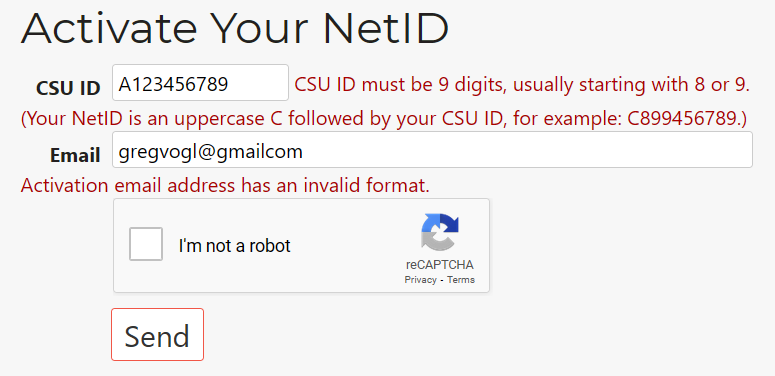 Activate Your NetID
CSU ID A123456789 CSU ID must be 9 digits, usually starting with 8 or 9.
(Your NetID is an uppercase C followed by your CSU ID, for example: C899456789.)
Email gregvogl@gmailcom
Activation email address has an invalid format.
I'm not a robot
reCAPTCHA
Privacy - Terms
Send